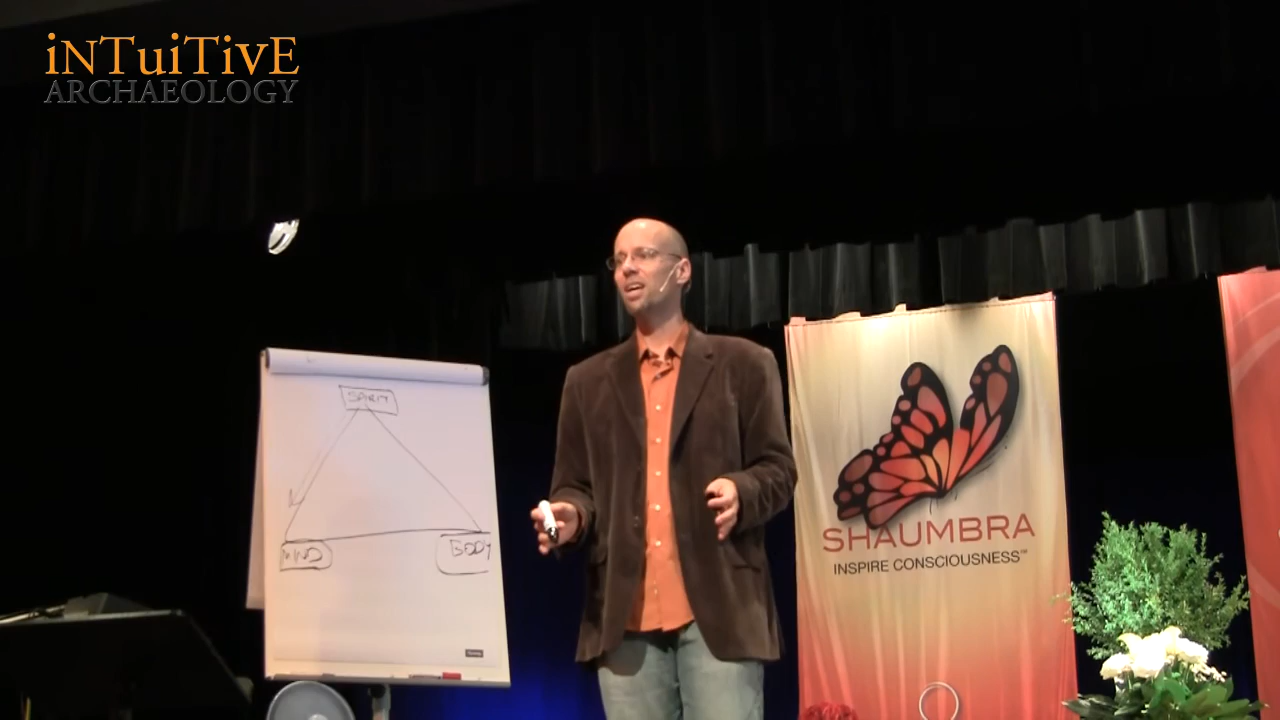 iNTuiTivE
ARCHAEOLOGY
SPIRIT
MIND
BODY
SHAUMBRA
INSPIRE CONSCIOUSNESS™